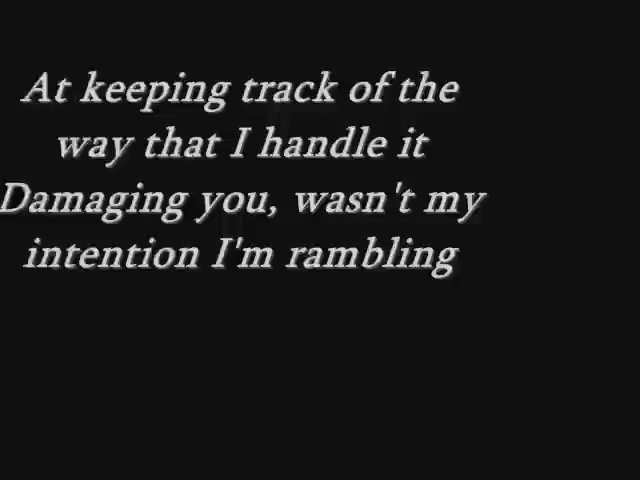 At keeping track of the
way that I handle it
Damaging you, wasn't my
intention I'm rambling